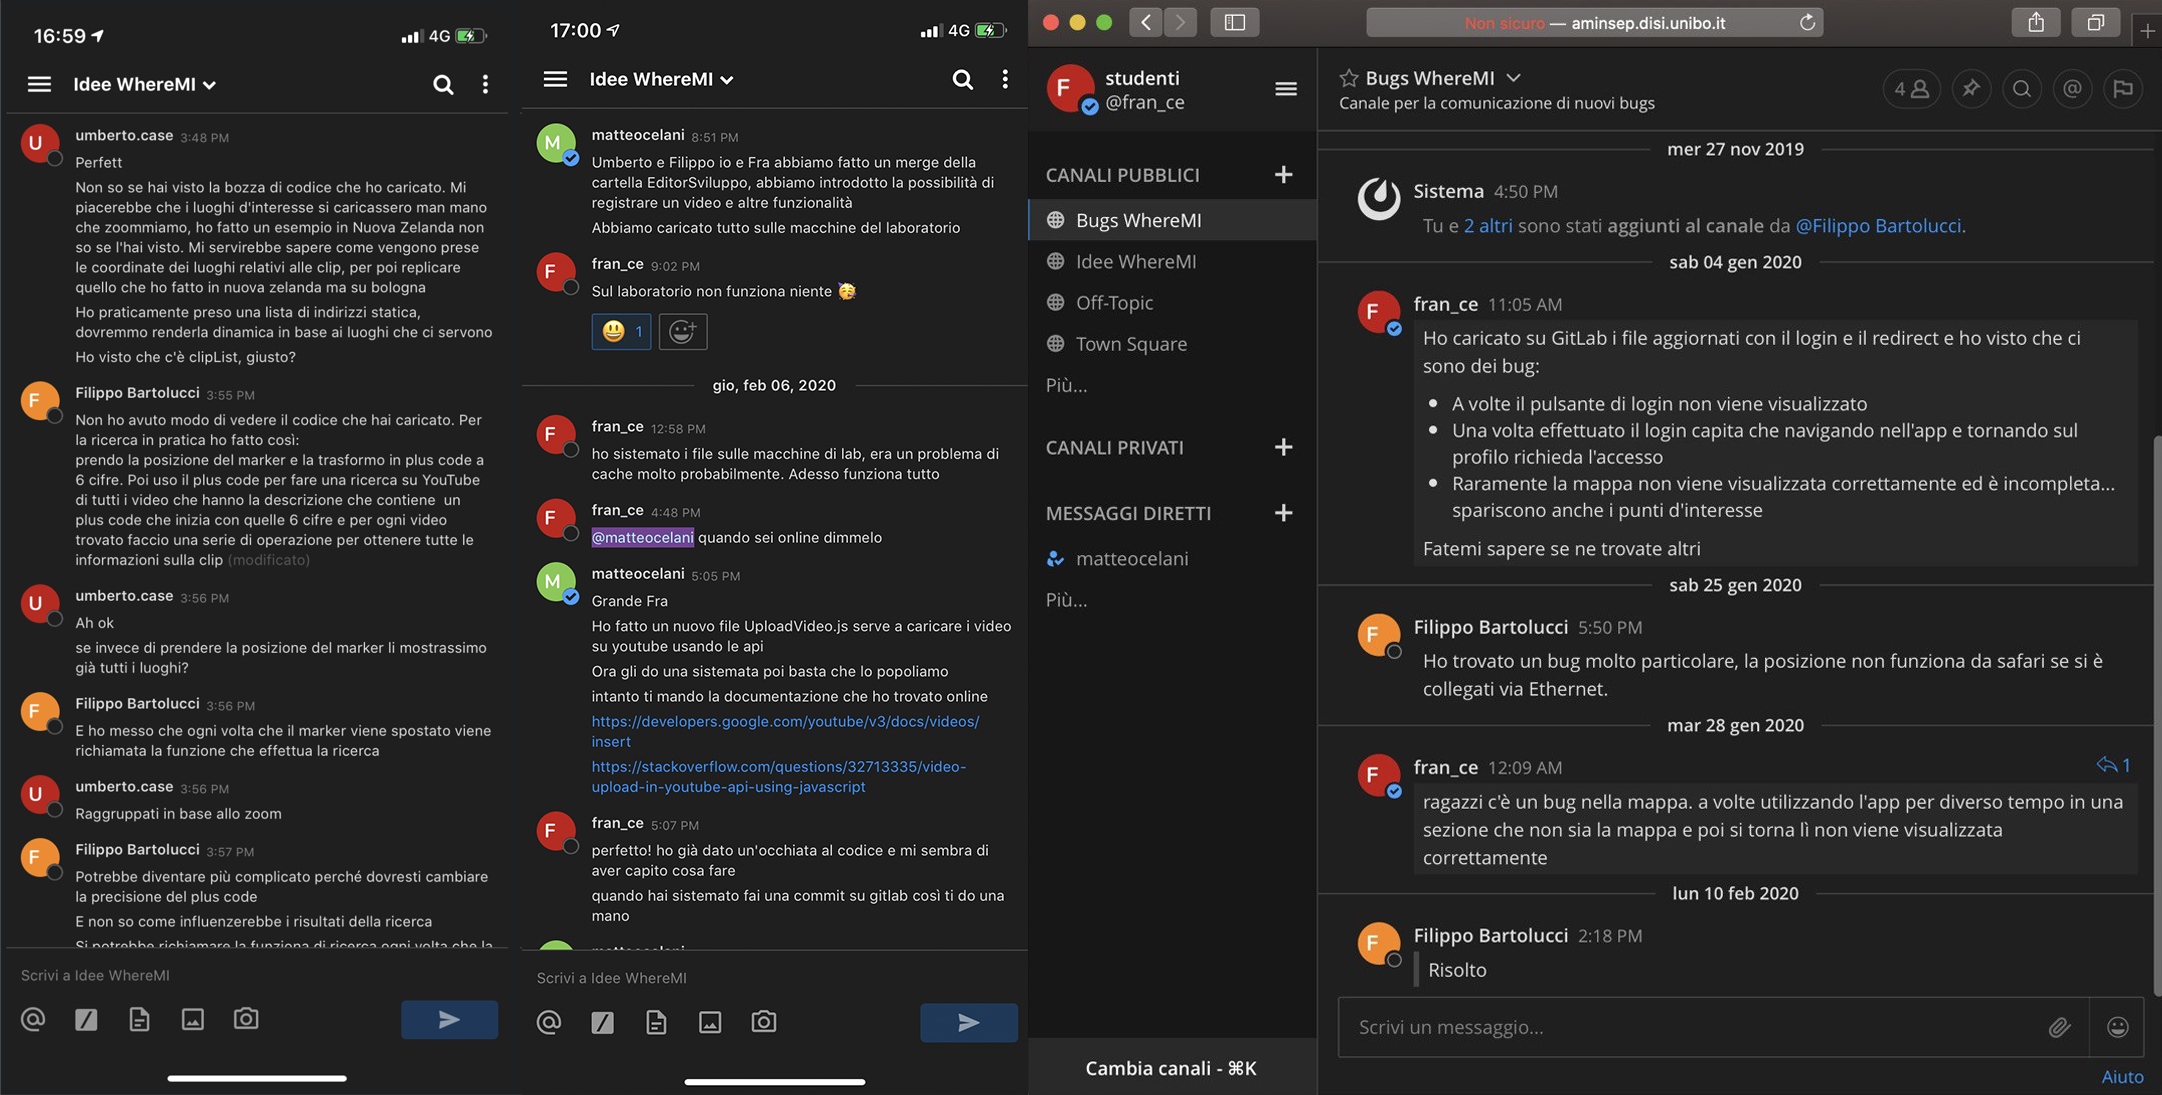 16:59
4G
Idee WhereMI
umberto.case 3:48 PM
Perfett
Non so se hai visto la bozza di codice che ho caricato. Mi
piacerebbe che i luoghi d'interesse si caricassero man mano
che zoommiamo, ho fatto un esempio in Nuova Zelanda non
so se l'hai visto. Mi servirebbe sapere come vengono prese
le coordinate dei luoghi relativi alle clip, per poi replicare
quello che ho fatto in nuova zelanda ma su bologna
Ho praticamente preso una lista di indirizzi statica,
dovremmo renderla dinamica in base ai luoghi che ci servono
Ho visto che c'è clipList, giusto?
Filippo Bartolucci 3:55 PM
Non ho avuto modo di vedere il codice che hai caricato. Per
la ricerca in pratica ho fatto così:
prendo la posizione del marker e la trasformo in plus code a
6 cifre. Poi uso il plus code per fare una ricerca su YouTube
di tutti i video che hanno la descrizione che contiene un
plus code che inizia con quelle 6 cifre e per ogni video
trovato faccio una serie di operazione per ottenere tutte le
informazioni sulla clip (modificato)
umberto.case 3:56 PM
Ah ok
se invece di prendere la posizione del marker li mostrassimo
già tutti i luoghi?
Filippo Bartolucci 3:56 PM
E ho messo che ogni volta che il marker viene spostato viene
richiamata la funzione che effettua la ricerca
umberto.case 3:56 PM
Raggruppati in base allo zoom
Filippo Bartolucci 3:57 PM
Potrebbe diventare più complicato perché dovresti cambiare
la precisione del plus code
E non so come influenzerebbe i risultati della ricerca
Si potrebbe richiamare la funzione di ricerca ogni volta che la
Scrivi a Idee WhereMI
17:00
4G
Idee WhereMI
matteocelani 8:51 PM
Umberto e Filippo io e Fra abbiamo fatto un merge della
cartella EditorSviluppo, abbiamo introdotto la possibilità di
registrare un video e altre funzionalità
Abbiamo caricato tutto sulle macchine del laboratorio
fran_ce 9:02 PM
Sul laboratorio non funziona niente 🥳
😃 1
gio, feb 06, 2020
fran_ce 12:58 PM
ho sistemato i file sulle macchine di lab, era un problema di
cache molto probabilmente. Adesso funziona tutto
fran_ce 4:48 PM
@matteocelani quando sei online dimmelo
matteocelani 5:05 PM
Grande Fra
Ho fatto un nuovo file UploadVideo.js serve a caricare i video
su youtube usando le api
Ora gli do una sistemata poi basta che lo popoliamo
intanto ti mando la documentazione che ho trovato online
https://developers.google.com/youtube/v3/docs/videos/
insert
https://stackoverflow.com/questions/32713335/video-
upload-in-youtube-api-using-javascript
fran_ce 5:07 PM
perfetto! ho già dato un'occhiata al codice e mi sembra di
aver capito cosa fare
quando hai sistemato fai una commit su gitlab così ti do una
mano
matteocelani
Scrivi a Idee WhereMI
Non sicuro — aminsep.disi.unibo.it
F
studenti
@fran_ce
CANALI PUBBLICI
Bugs WhereMI
Idee WhereMI
Off-Topic
Town Square
Più...
CANALI PRIVATI
MESSAGGI DIRETTI
matteocelani
Più...
Cambia canali - ⌘K
Bugs WhereMI
Canale per la comunicazione di nuovi bugs
4
mer 27 nov 2019
Sistema 4:50 PM
Tu e 2 altri sono stati aggiunti al canale da @Filippo Bartolucci.
sab 04 gen 2020
fran_ce 11:05 AM
Ho caricato su GitLab i file aggiornati con il login e il redirect e ho visto che ci
sono dei bug:
• A volte il pulsante di login non viene visualizzato
• Una volta effettuato il login capita che navigando nell'app e tornando sul
profilo richieda l'accesso
• Raramente la mappa non viene visualizzata correttamente ed è incompleta...
spariscono anche i punti d'interesse
Fatemi sapere se ne trovate altri
sab 25 gen 2020
Filippo Bartolucci 5:50 PM
Ho trovato un bug molto particolare, la posizione non funziona da safari se si è
collegati via Ethernet.
mar 28 gen 2020
fran_ce 12:09 AM
1
ragazzi c'è un bug nella mappa. a volte utilizzando l'app per diverso tempo in una
sezione che non sia la mappa e poi si torna lì non viene visualizzata
correttamente
lun 10 feb 2020
Filippo Bartolucci 2:18 PM
Risolto
Scrivi un messaggio...
Aiuto